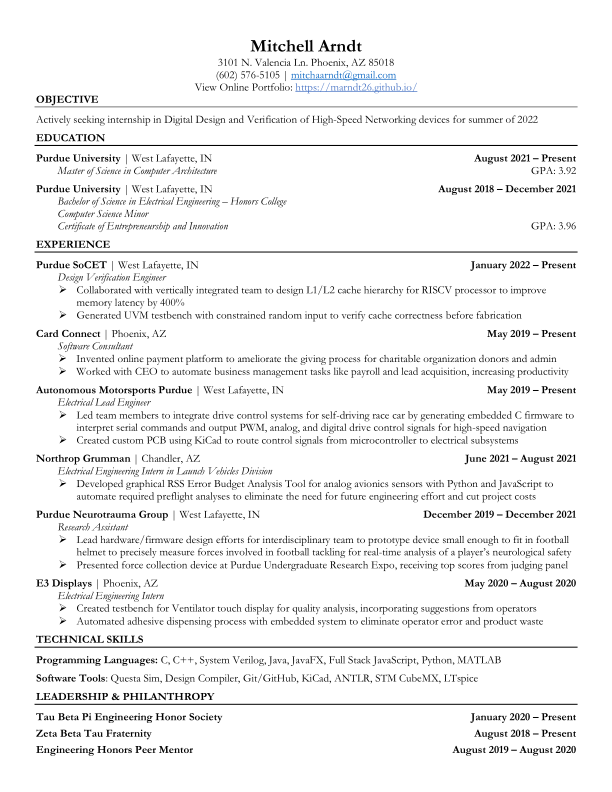 Mitchell Arndt
3101 N. Valencia Ln. Phoenix, AZ 85018
(602) 576-5105 | mitchaarndt@gmail.com
View Online Portfolio: https://marndt26.github.io/
OBJECTIVE
Actively seeking internship in Digital Design and Verification of High-Speed Networking devices for summer of 2022
EDUCATION
Purdue University | West Lafayette, IN August 2021 – Present
Master of Science in Computer Architecture GPA: 3.92
Purdue University | West Lafayette, IN August 2018 – December 2021
Bachelor of Science in Electrical Engineering – Honors College
Computer Science Minor
Certificate of Entrepreneurship and Innovation GPA: 3.96
EXPERIENCE
Purdue SoCET | West Lafayette, IN January 2022 – Present
Design Verification Engineer
➢ Collaborated with vertically integrated team to design L1/L2 cache hierarchy for RISCV processor to improve
memory latency by 400%
➢ Generated UVM testbench with constrained random input to verify cache correctness before fabrication
Card Connect | Phoenix, AZ May 2019 – Present
Software Consultant
➢ Invented online payment platform to ameliorate the giving process for charitable organization donors and admin
➢ Worked with CEO to automate business management tasks like payroll and lead acquisition, increasing productivity
Autonomous Motorsports Purdue | West Lafayette, IN May 2019 – Present
Electrical Lead Engineer
➢ Led team members to integrate drive control systems for self-driving race car by generating embedded C firmware to
interpret serial commands and output PWM, analog, and digital drive control signals for high-speed navigation
➢ Created custom PCB using KiCad to route control signals from microcontroller to electrical subsystems
Northrop Grumman | Chandler, AZ June 2021 – August 2021
Electrical Engineering Intern in Launch Vehicles Division
➢ Developed graphical RSS Error Budget Analysis Tool for analog avionics sensors with Python and JavaScript to
automate required preflight analyses to eliminate the need for future engineering effort and cut project costs
Purdue Neurotrauma Group | West Lafayette, IN December 2019 – December 2021
Research Assistant
➢ Lead hardware/firmware design efforts for interdisciplinary team to prototype device small enough to fit in football
helmet to precisely measure forces involved in football tackling for real-time analysis of a player's neurological safety
➢ Presented force collection device at Purdue Undergraduate Research Expo, receiving top scores from judging panel
E3 Displays | Phoenix, AZ May 2020 – August 2020
Electrical Engineering Intern
➢ Created testbench for Ventilator touch display for quality analysis, incorporating suggestions from operators
➢ Automated adhesive dispensing process with embedded system to eliminate operator error and product waste
TECHNICAL SKILLS
Programming Languages: C, C++, System Verilog, Java, JavaFX, Full Stack JavaScript, Python, MATLAB
Software Tools: Questa Sim, Design Compiler, Git/GitHub, KiCad, ANTLR, STM CubeMX, LTspice
LEADERSHIP & PHILANTHROPY
Tau Beta Pi Engineering Honor Society January 2020 – Present
Zeta Beta Tau Fraternity August 2018 – Present
Engineering Honors Peer Mentor August 2019 – August 2020